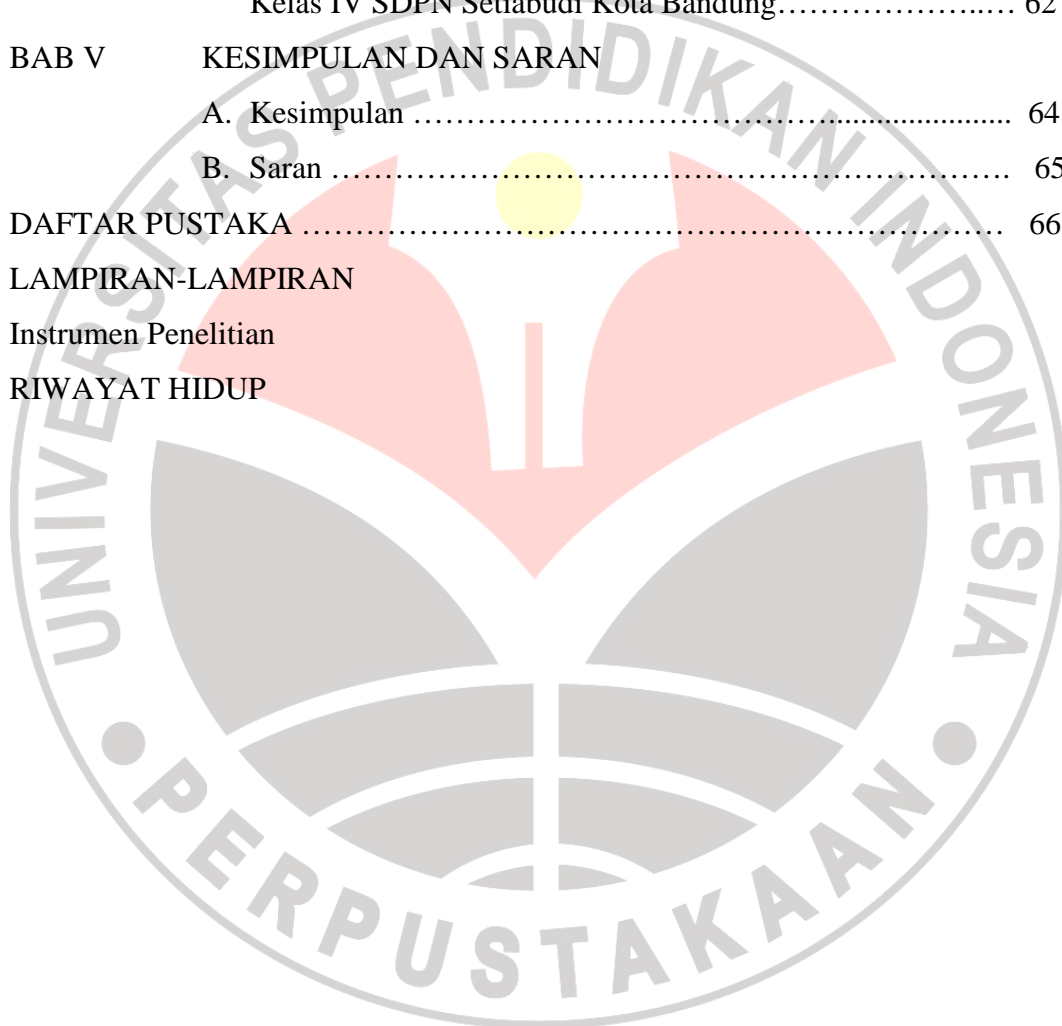 Kelas IV SDPN Setiabudi Kota Bandung………………..… 62
BAB V KESIMPULAN DAN SARAN
A. Kesimpulan …………………………………........................ 64
B. Saran …………………………………………………………. 65
DAFTAR PUSTAKA …………………………………………………………… 66
LAMPIRAN-LAMPIRAN
Instrumen Penelitian
RIWAYAT HIDUP
UNIVERSITAS PENDIDIKAN INDONESIA
PERPUSTAKAAN